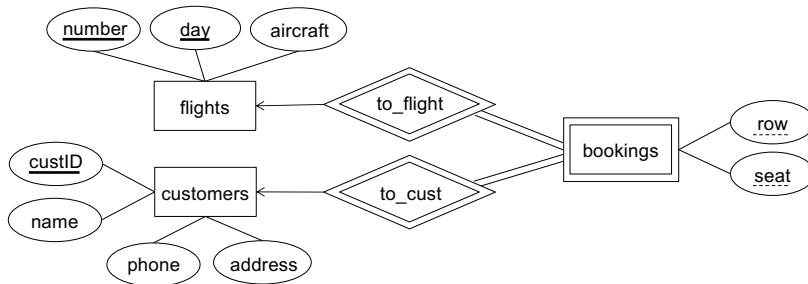 number
day
aircraft
flights
to_flight
row
bookings
custID
seat
customers
to_cust
name
phone
address